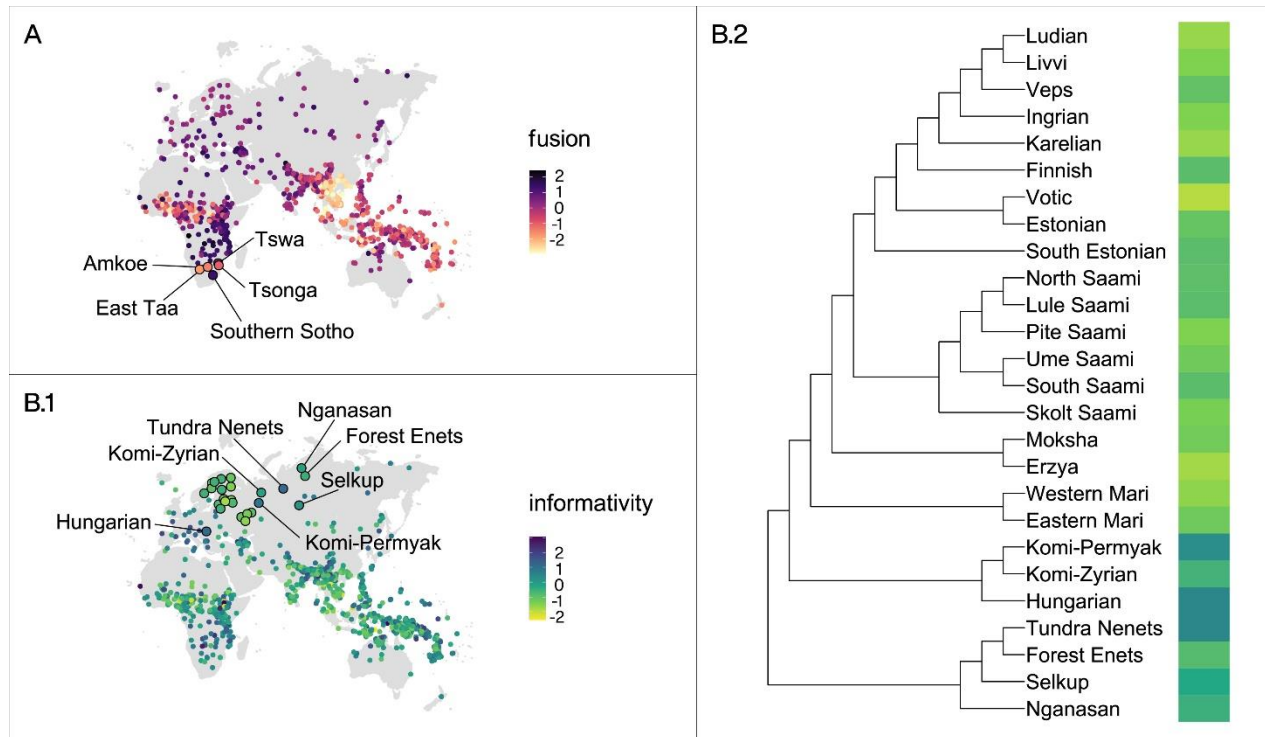 A
fusion
2
1
0
-1
-2
Tswa
Amkoe
East Taa
Tsonga
Southern Sotho
B.1
Nganasan
Tundra Nenets
Forest Enets
Komi-Zyrian
Selkup
Hungarian
Komi-Permyak
informativity
2
1
0
-1
-2
B.2
Ludian
Livvi
Veps
Ingrian
Karelian
Finnish
Votic
Estonian
South Estonian
North Saami
Lule Saami
Pite Saami
Ume Saami
South Saami
Skolt Saami
Moksha
Erzya
Western Mari
Eastern Mari
Komi-Permyak
Komi-Zyrian
Hungarian
Tundra Nenets
Forest Enets
Selkup
Nganasan